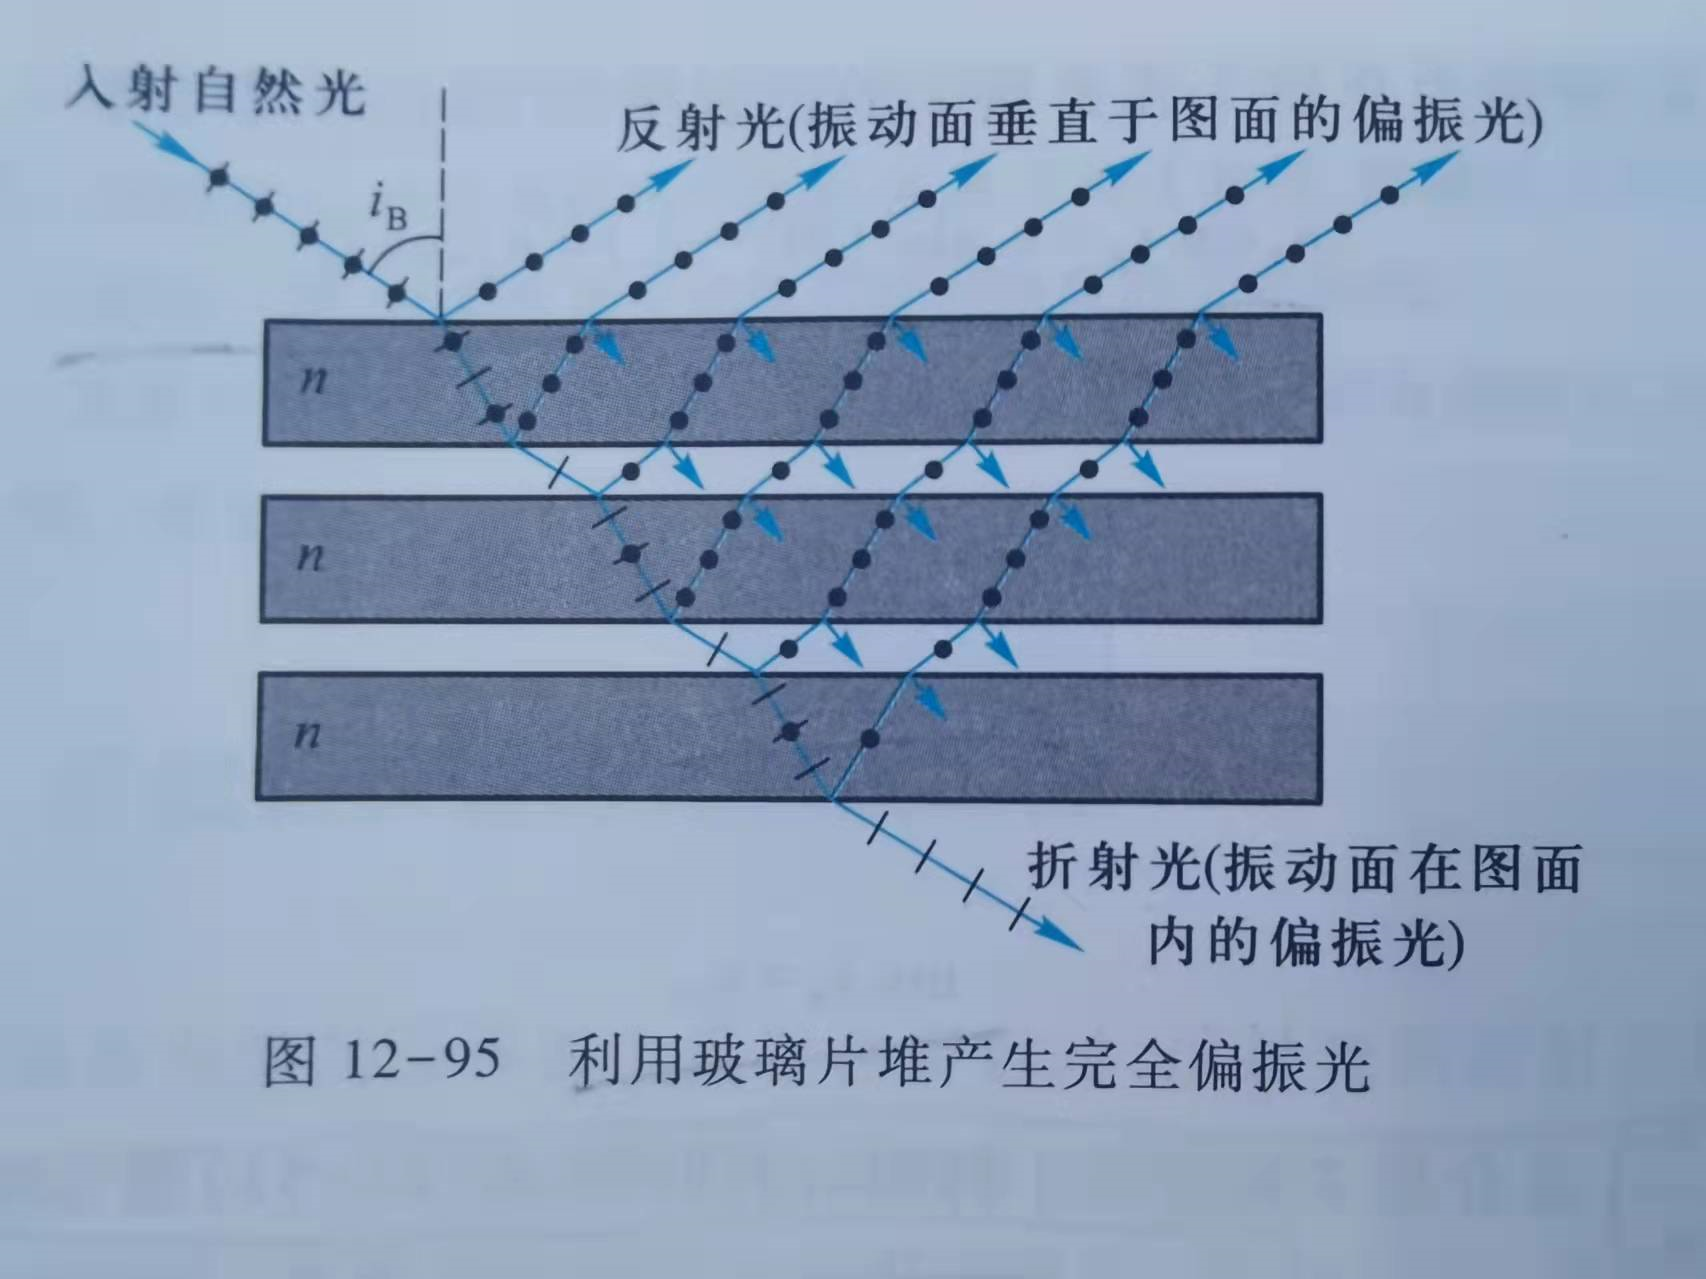 入射自然光
反射光(振动面垂直于图面的偏振光)
iB
n
n
n
折射光(振动面在图面
内的偏振光)
图 12-95 利用玻璃片堆产生完全偏振光